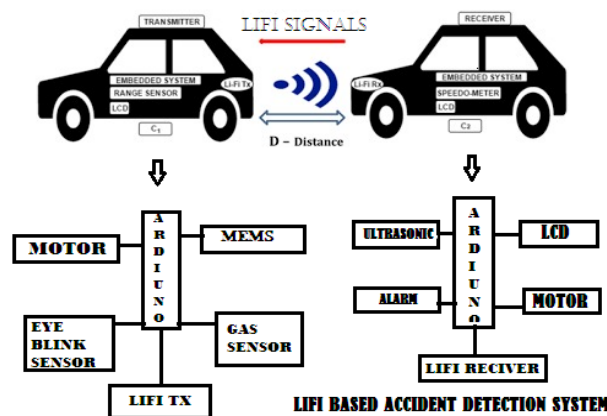 TRANSMITTER
LIFI SIGNALS
RECEIVER
EMBEDDED SYSTEM
RANGE SENSOR
LCD
Li-Fi Tx
C1
D – Distance
Li-Fi Rx
EMBEDDED SYSTEM
SPEEDO-METER
LCD
C2
MOTOR
ARDIUNO
MEMS
EYE
BLINK
SENSOR
GAS
SENSOR
LIFI TX
ULTRASONIC
ARDIUNO
LCD
ALARM
MOTOR
LIFI RECIVER
LIFI BASED ACCIDENT DETECTION SYSTEM